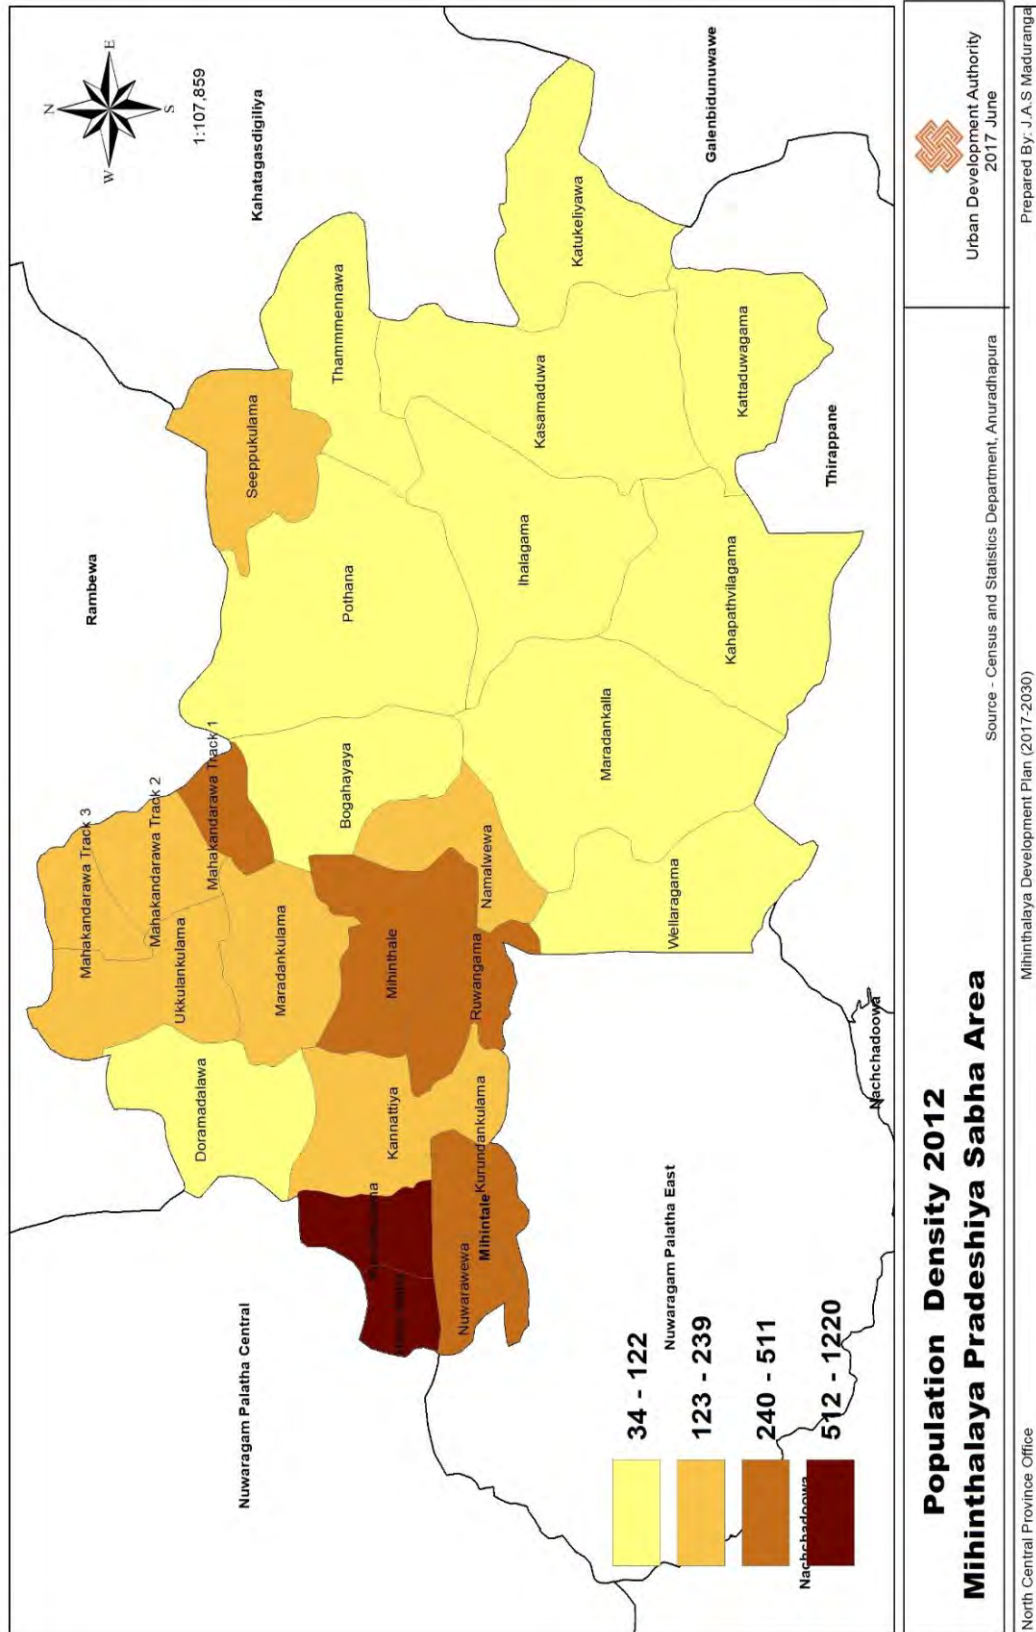 N
E
W
S
1:107,859
Nuwaragam Palatha Central
Rambewa
Kahatagasdigiliya
Mahakandarawa Track 3
Mahakandarawa Track 2
Mahakandarawa Track 1
Ukkulankulama
Doramadalawa
Maradankulama
Seeppukulama
Thammmennawa
Pothana
Bogahayaya
Kannattiya
Mihinthale
Nuwarawewa
Mihintale
Kurundankulama
Ruwangama
Namalwewa
Ihalagama
Kasamaduwa
Katukeliyawa
Maradankalla
Wellaragama
Kahapathvilagama
Kattaduwagama
Galenbidunuwawe
Thirappane
Nuwaragam Palatha East
Nachchadoowa
Nachchadoowa
34 - 122
123 - 239
240 - 511
512 - 1220
Population Density 2012
Mihinthalaya Pradeshiya Sabha Area
Source - Census and Statistics Department, Anuradhapura
Urban Development Authority
2017 June
North Central Province Office
Mihinthalaya Development Plan (2017-2030)
Prepared By: J.A.S Maduranga